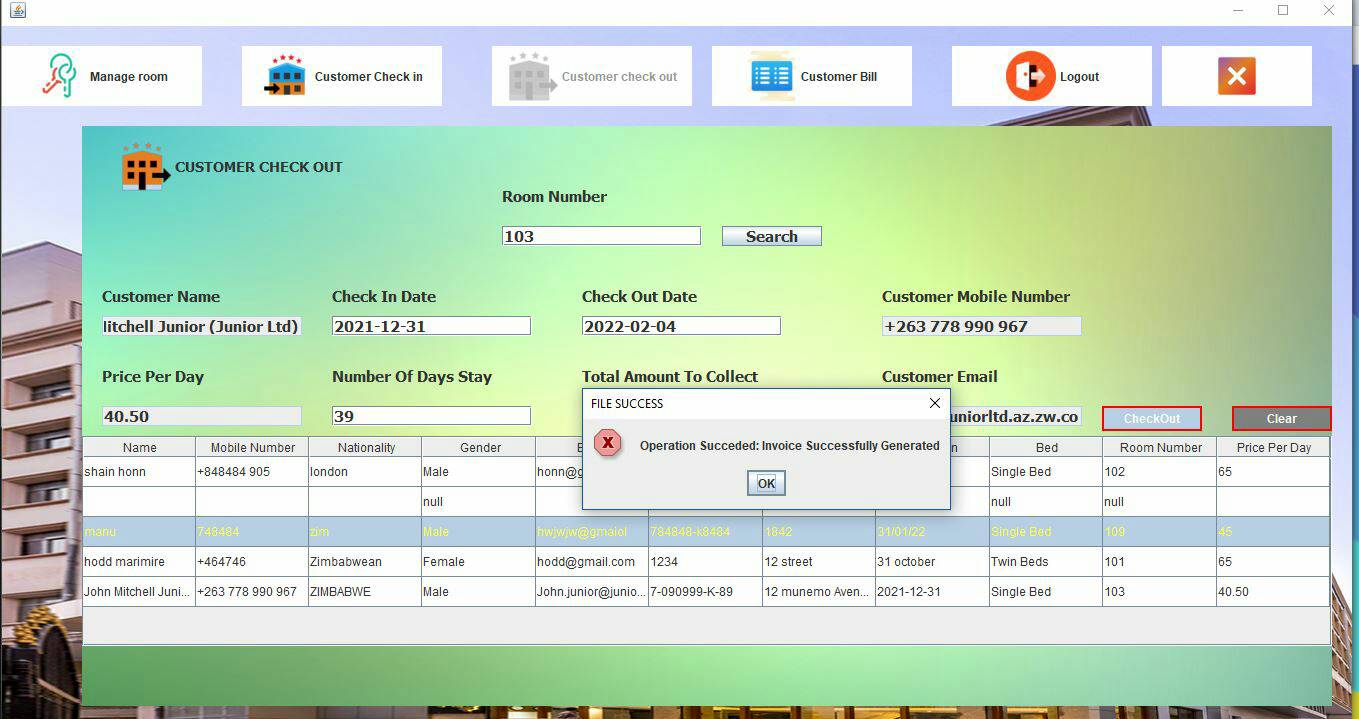 Manage room
Customer Check in
Customer check out
Customer Bill
Logout
CUSTOMER CHECK OUT
Room Number
103
Search
Customer Name
Check In Date
Check Out Date
Customer Mobile Number
litchell Junior (Junior Ltd)
2021-12-31
2022-02-04
+263 778 990 967
Price Per Day
Number Of Days Stay
Total Amount To Collect
Customer Email
40.50
39
uniorltd.az.zw.co
CheckOut
Clear
FILE SUCCESS
Operation Succeded: Invoice Successfully Generated
OK
Name Mobile Number Nationality Gender Bed Room Number Price Per Day
shain honn +848484 905 london Male honn@g Single Bed 102 65
null null null
manu 748484 zim Male hwjwjw@gmaiol 784848-k8484 1842 31/01/22 Single Bed 109 45
hodd marimire +464746 Zimbabwean Female hodd@gmail.com 1234 12 street 31 october Twin Beds 101 65
John Mitchell Juni... +263 778 990 967 ZIMBABWE Male John.junior@junio... 7-090999-K-89 12 munemo Aven... 2021-12-31 Single Bed 103 40.50